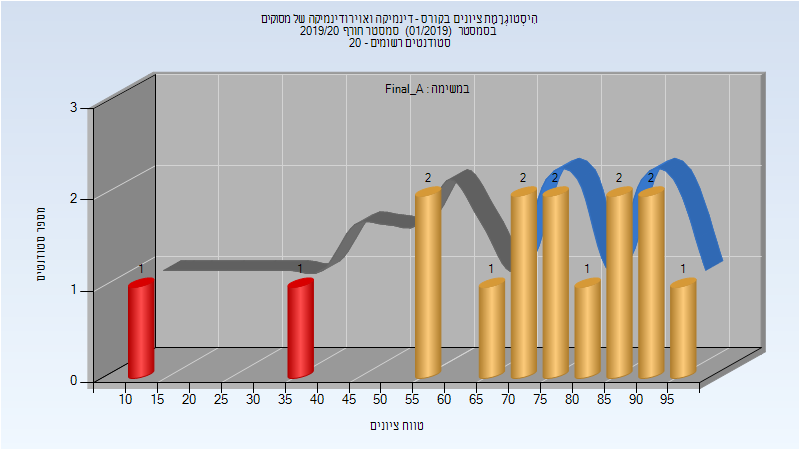 היסטוגרמת ציונים בקורס - דינמיקה ואוירודינמיקה של מסוקים
בסמסטר (01/2019) סמסטר חורף 2019/20
סטודנטים רשומים - 20
במשימה : Final_A
מספר סטודנטים
3
2
1
0
1
1
2
1
2
2
1
2
2
1
10 15 20 25 30 35 40 45 50 55 60 65 70 75 80 85 90 95
טווח ציונים